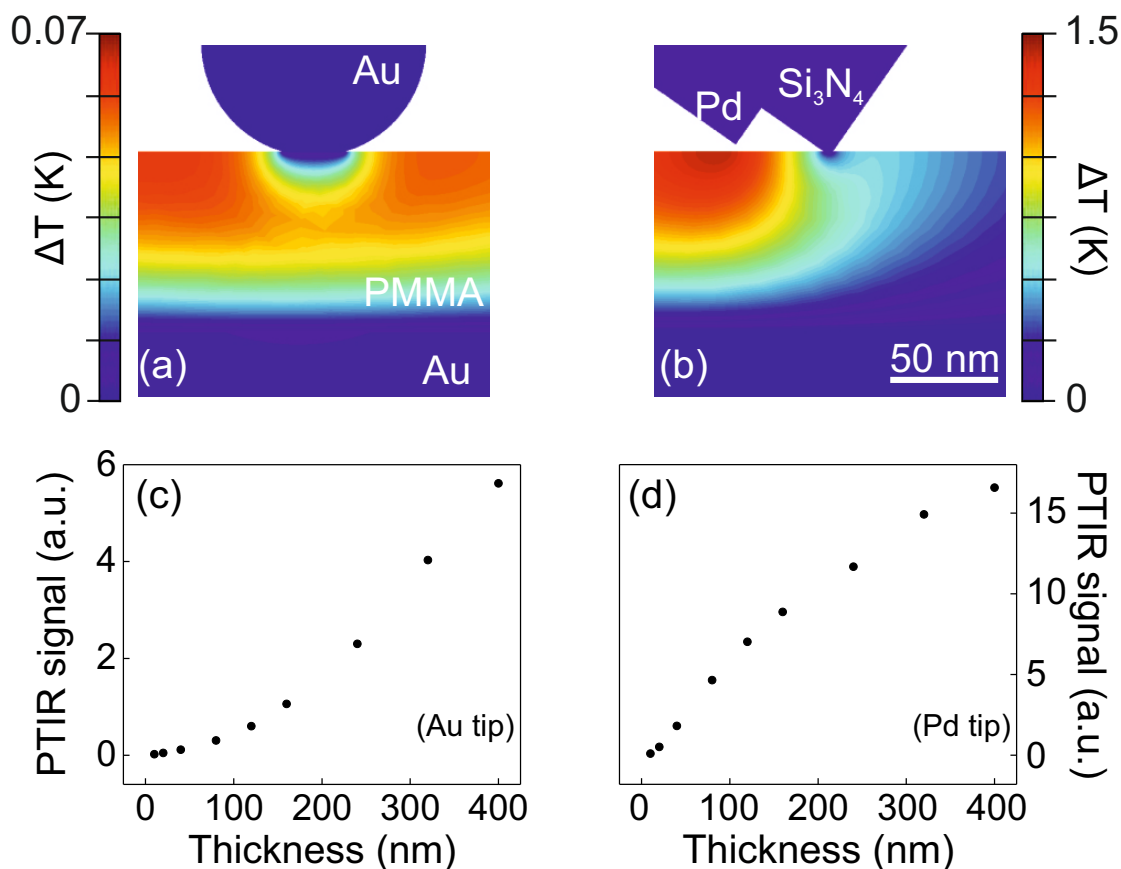 0.07
0
ΔT (K)
Au
PMMA
Au
(a)
Pd
Si₃N₄
(b)
50 nm
1.5
0
ΔT (K)
(c)
PTIR signal (a.u.)
6
4
2
0
(Au tip)
0 100 200 300 400
Thickness (nm)
(d)
15
10
5
0
PTIR signal (a.u.)
(Pd tip)
0 100 200 300 400
Thickness (nm)